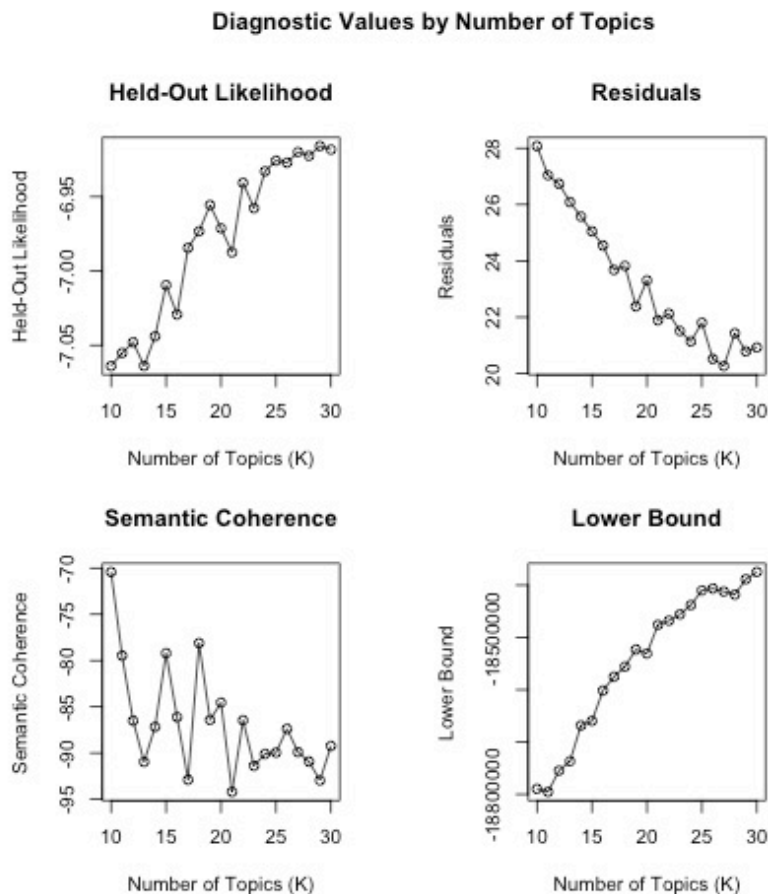 Diagnostic Values by Number of Topics
Held-Out Likelihood
Held-Out Likelihood
-6.95
-7.00
-7.05
10 15 20 25 30
Number of Topics (K)
Residuals
Residuals
28
26
24
22
20
10 15 20 25 30
Number of Topics (K)
Semantic Coherence
Semantic Coherence
-70
-75
-80
-85
-90
-95
10 15 20 25 30
Number of Topics (K)
Lower Bound
Lower Bound
-18500000
-18800000
10 15 20 25 30
Number of Topics (K)